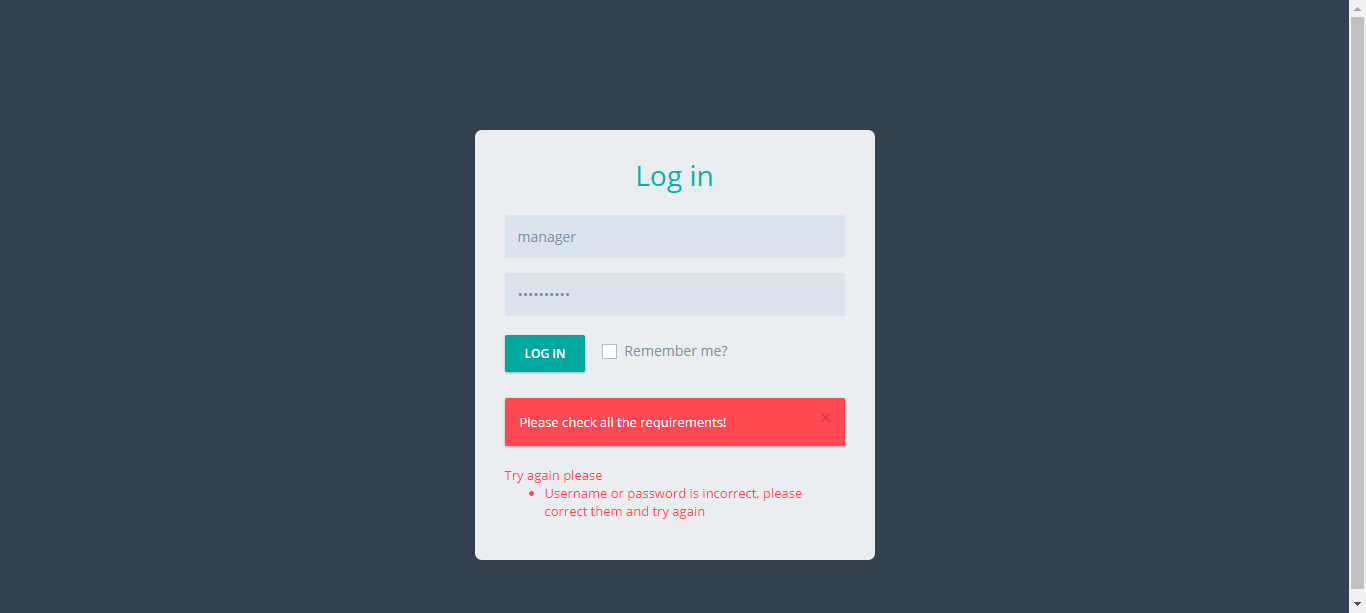 Log in
manager
••••••••••
LOG IN
Remember me?
Please check all the requirements!
×
Try again please
• Username or password is incorrect, please
correct them and try again